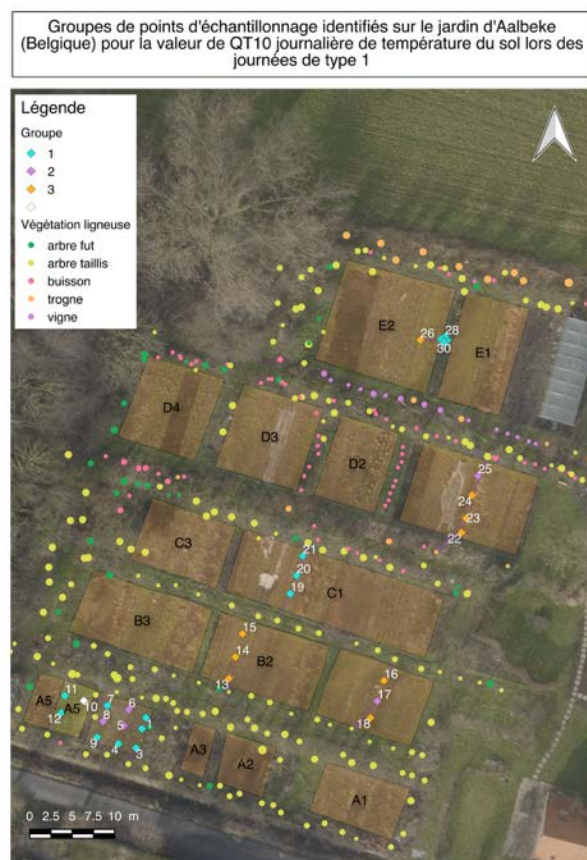 Groupes de points d'échantillonnage identifiés sur le jardin d'Aalbeke
(Belgique) pour la valeur de QT10 journalière de température du sol lors des
journées de type 1
Légende
Groupe
1
2
3
Végétation ligneuse
arbre fut
arbre taillis
buisson
trogne
vigne
E2
26
28
30
E1
D4
D3
D2
25
24
23
22
C3
21
20
19
C1
B3
15
14
13
B2
16
17
18
A5
11
12
A5
10
7
8
6
5
1
9
4
3
A3
A2
A1
0 2.5 5 7.5 10 m